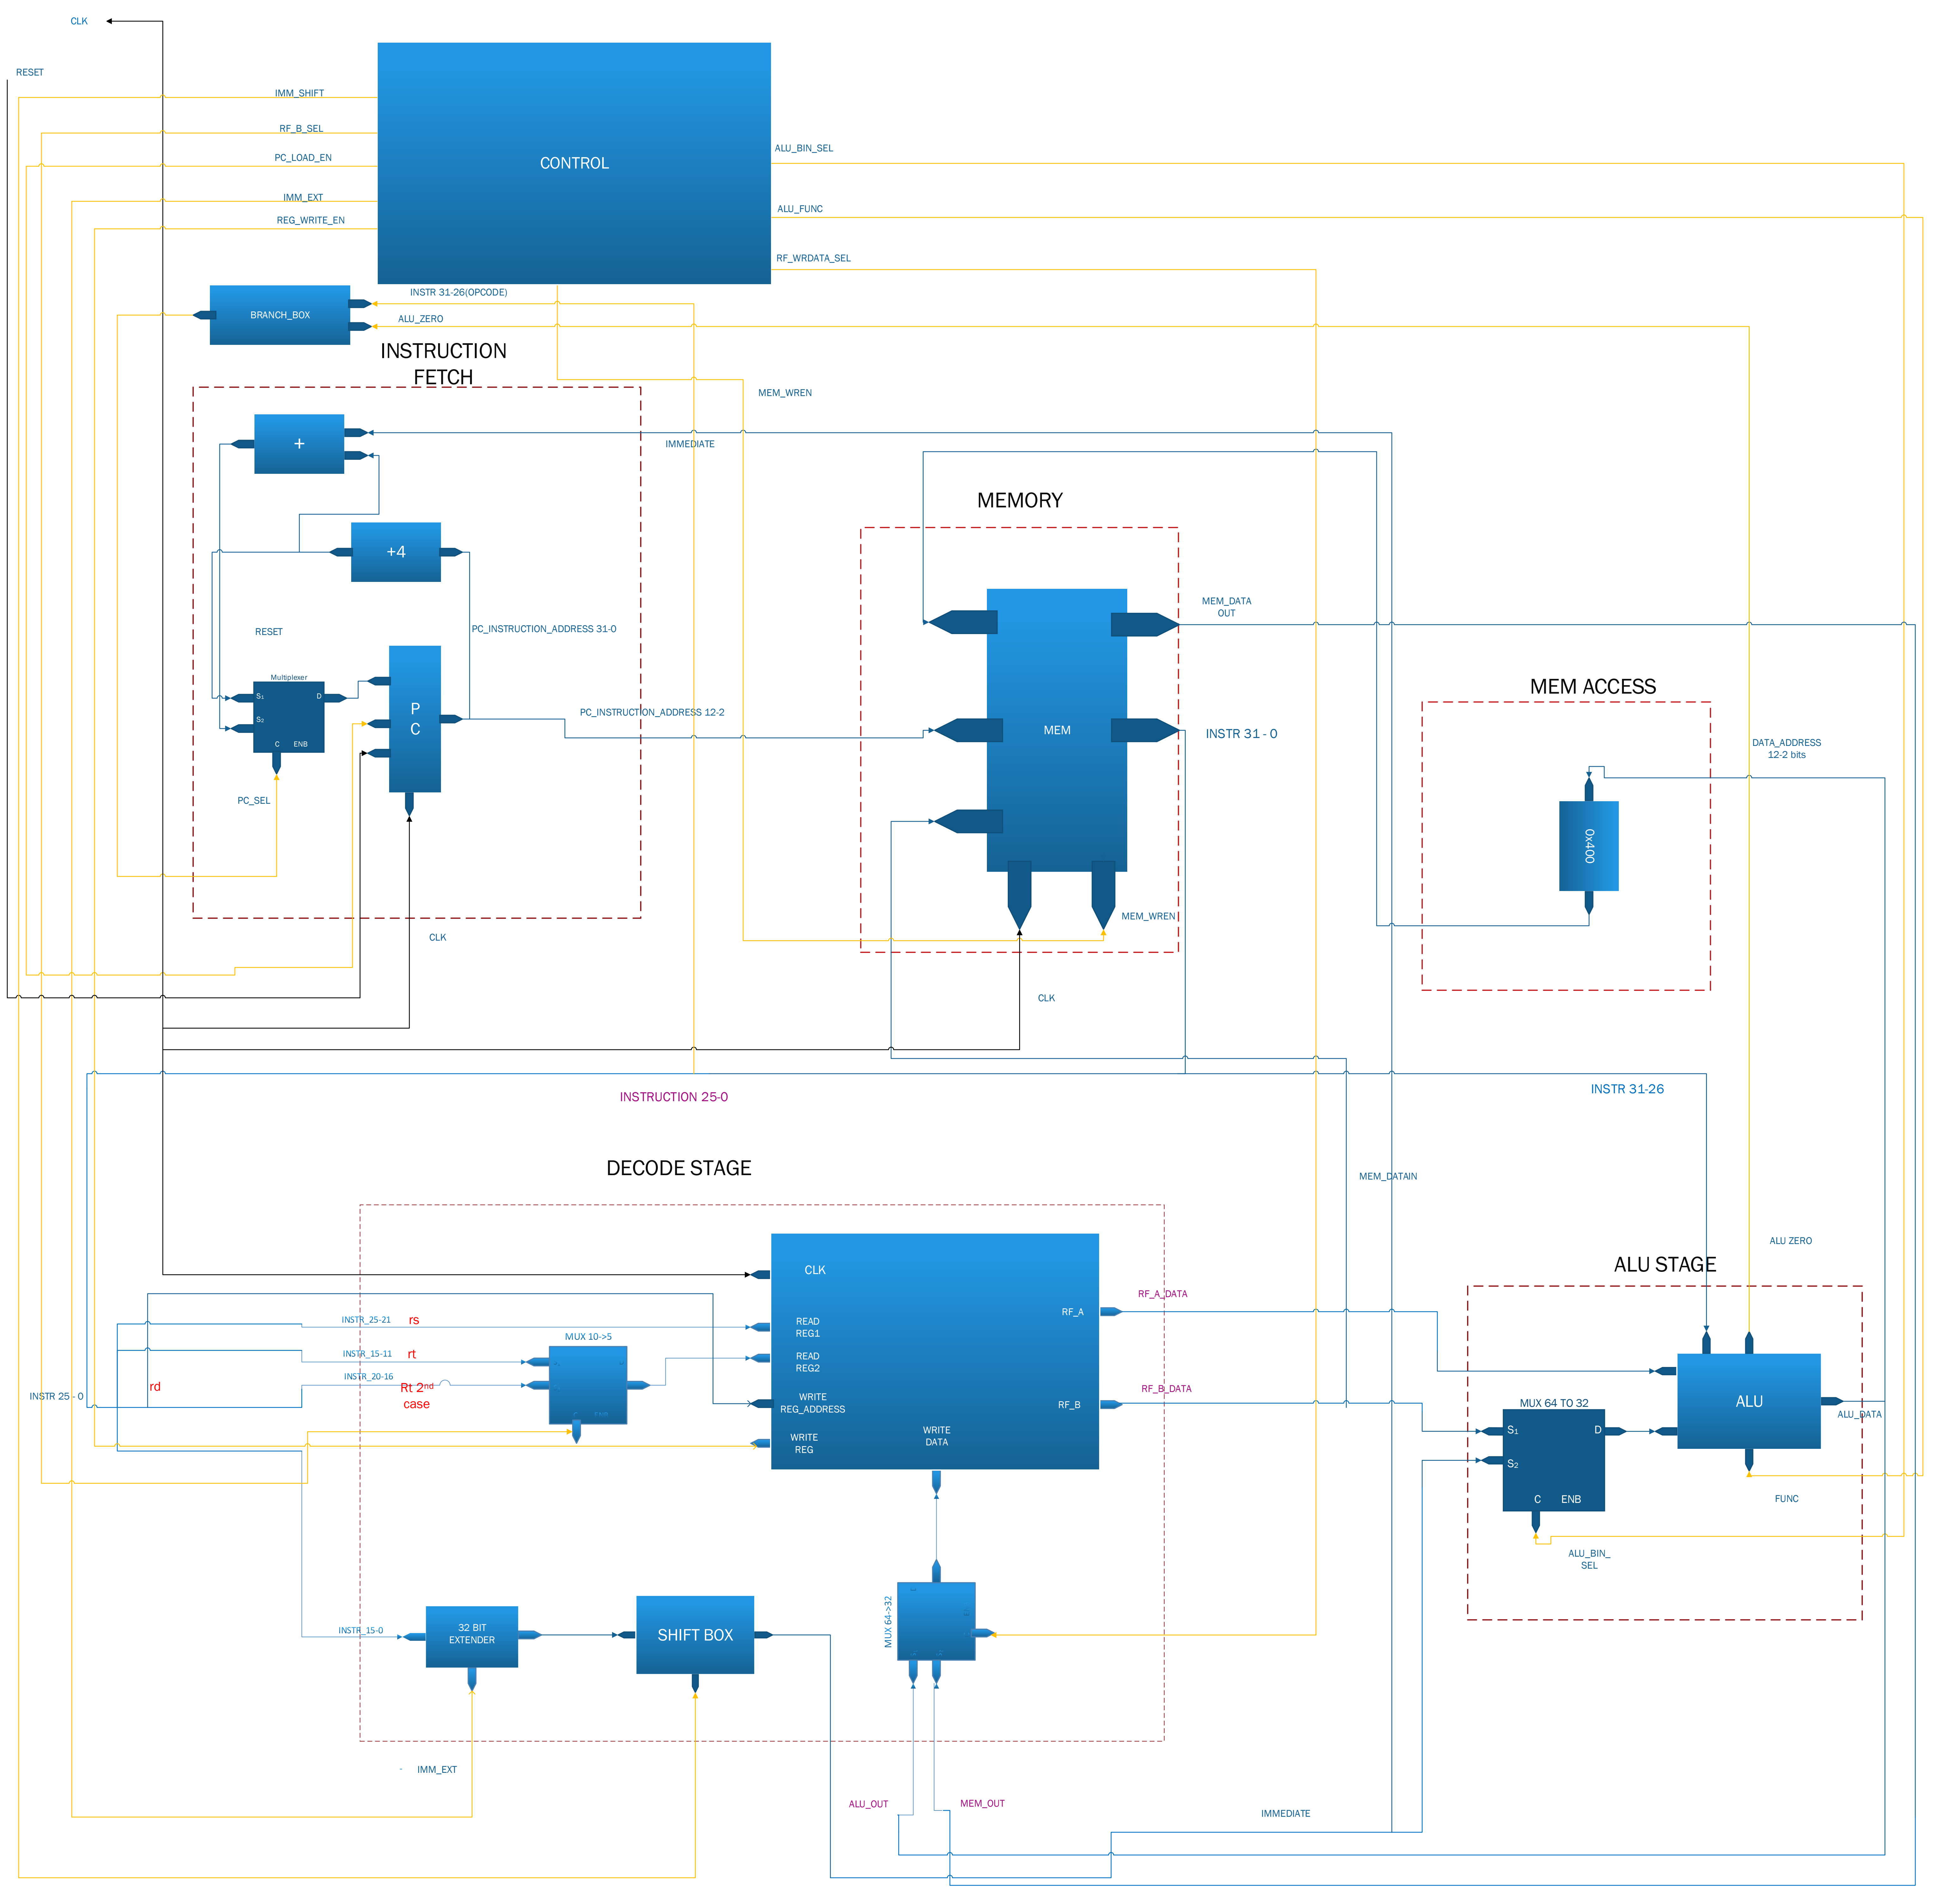 CLK
RESET
IMM_SHIFT
RF_B_SEL
PC_LOAD_EN
IMM_EXT
REG_WRITE_EN
CONTROL
ALU_BIN_SEL
ALU_FUNC
RF_WRDATA_SEL
INSTR 31-26(OPCODE)
BRANCH_BOX
ALU_ZERO
INSTRUCTION
FETCH
MEM_WREN
+
IMMEDIATE
MEMORY
+4
MEM_DATA
OUT
RESET
PC_INSTRUCTION_ADDRESS 31-0
Multiplexer
S1
D
S2
C
ENB
P
C
PC_INSTRUCTION_ADDRESS 12-2
MEM
INSTR 31 - 0
MEM ACCESS
DATA_ADDRESS
12-2 bits
0x400
PC_SEL
MEM_WREN
CLK
CLK
INSTRUCTION 25-0
INSTR 31-26
DECODE STAGE
MEM_DATAIN
ALU ZERO
ALU STAGE
CLK
RF_A_DATA
RF_A
INSTR_25-21
rs
READ
REG1
MUX 10->5
INSTR_15-11
rt
READ
REG2
INSTR_20-16
rd
Rt 2nd
case
INSTR 25 - 0
WRITE
REG_ADDRESS
RF_B
RF_B_DATA
WRITE
REG
WRITE
DATA
MUX 64 TO 32
S1
D
S2
C
ENB
ALU
ALU_DATA
FUNC
ALU_BIN_
SEL
MUX 64->32
INSTR_15-0
32 BIT
EXTENDER
SHIFT BOX
- IMM_EXT
ALU_OUT
MEM_OUT
IMMEDIATE